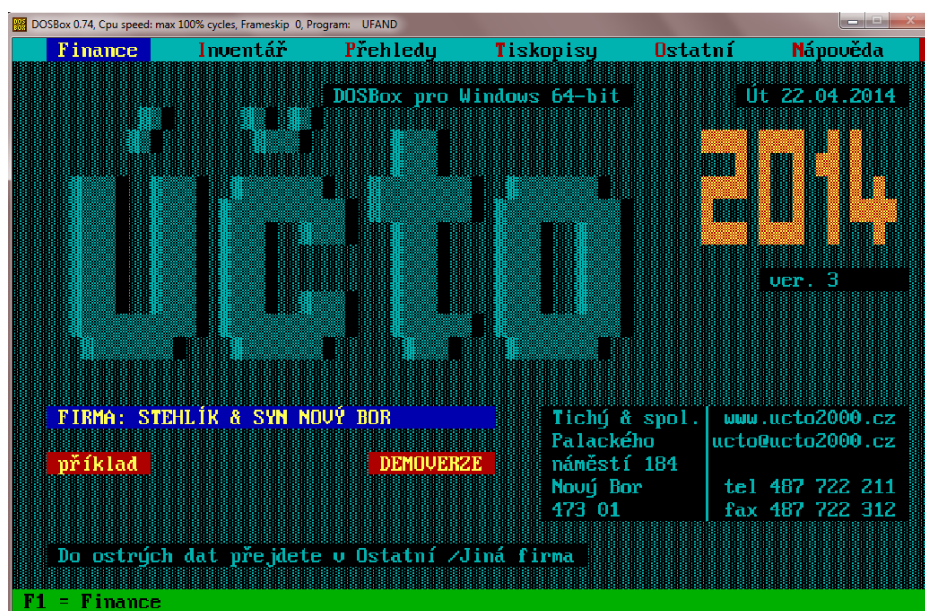 DOSBox 0.74, Cpu speed: max 100% cycles, Frameskip 0, Program: UFAND
Finance Inventář Přehledy Tiskopisy Ostatní Nápověda
DOSBox pro Windows 64-bit Út 22.04.2014
účto 2014
ver. 3
FIRMA: STEHLÍK & SYN NOVÝ BOR
příklad DEMOVERZE
Tichý & spol.
Palackého
náměstí 184
Nový Bor
473 01
www.ucto2000.cz
ucto@ucto2000.cz
tel 487 722 211
fax 487 722 312
Do ostrých dat přejdete v Ostatní /Jiná firma
F1 = Finance